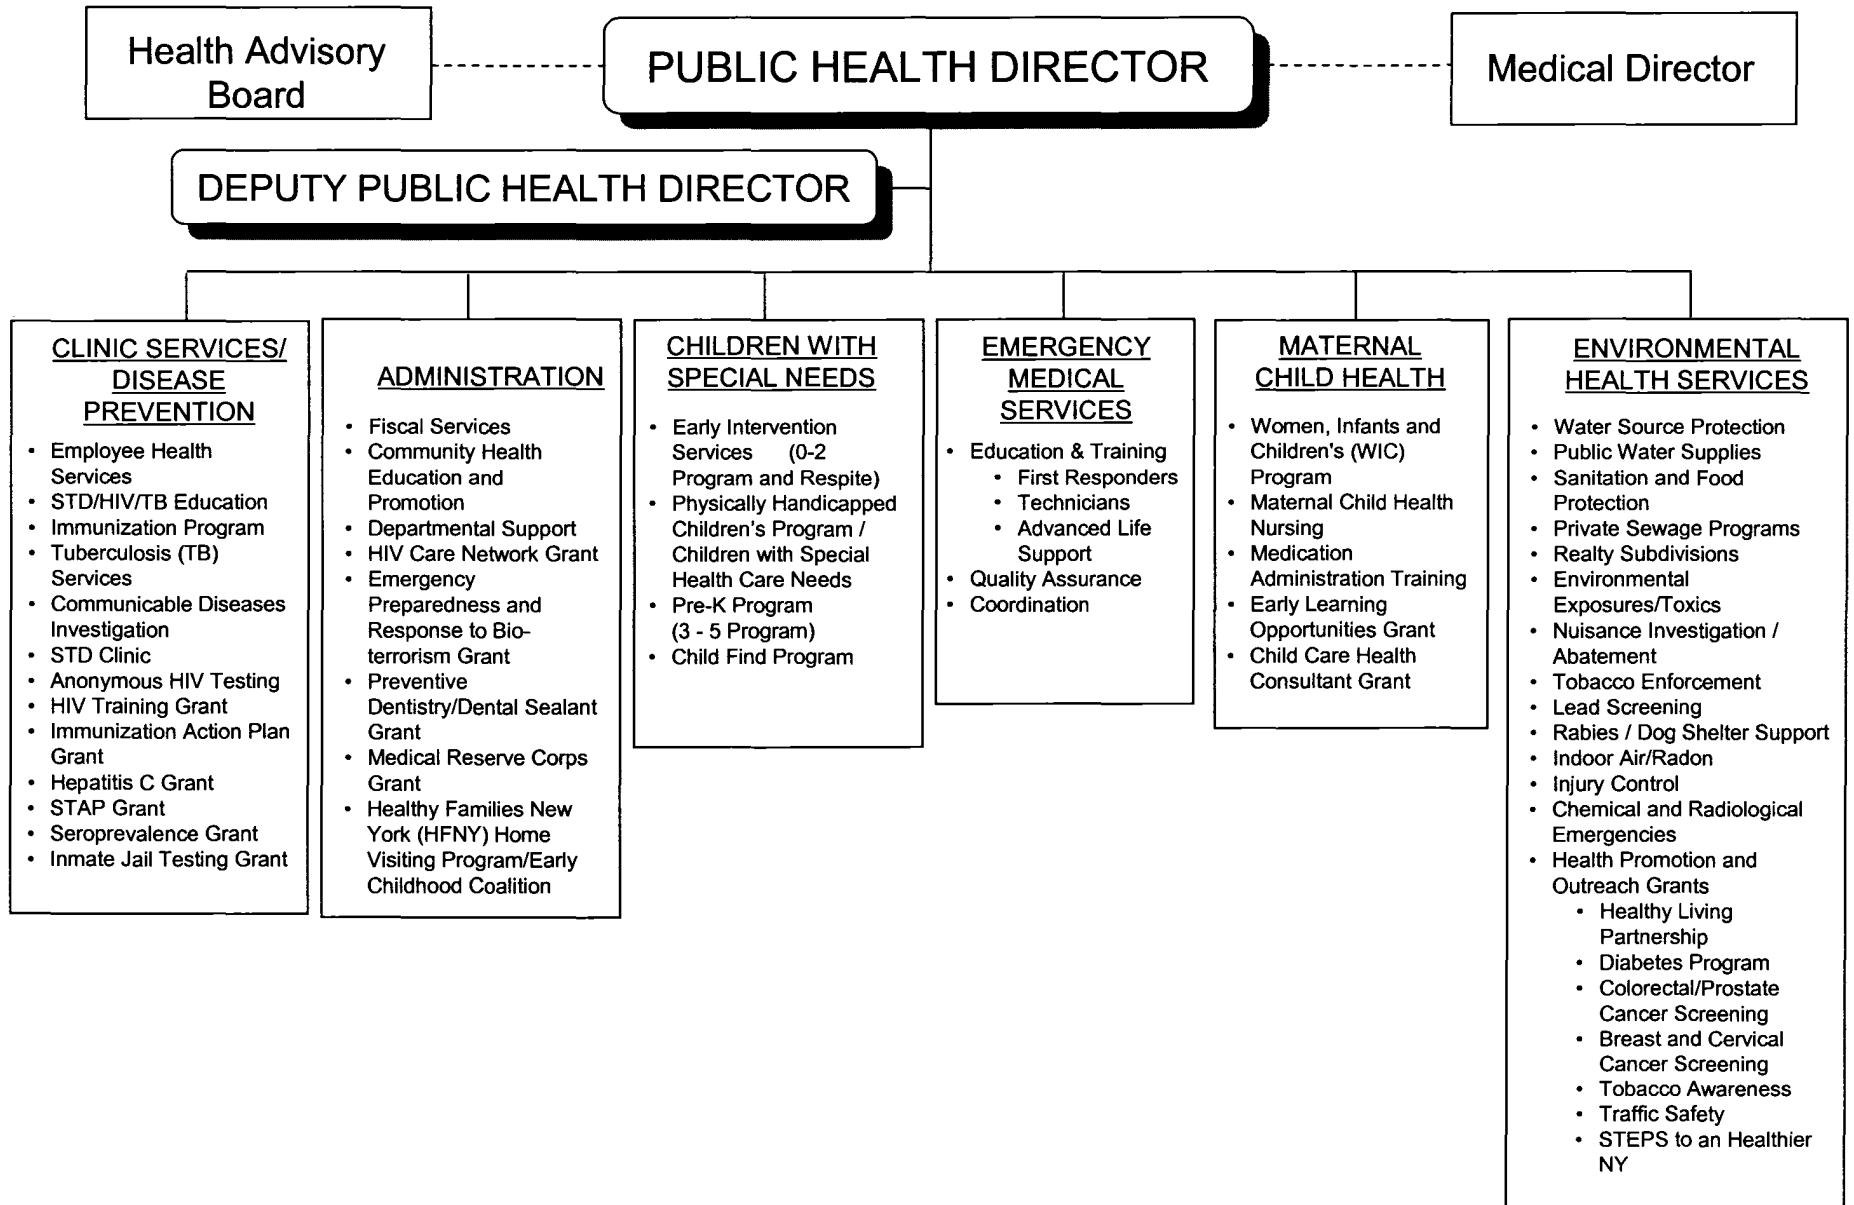 Health Advisory
Board
PUBLIC HEALTH DIRECTOR
Medical Director
DEPUTY PUBLIC HEALTH DIRECTOR
CLINIC SERVICES/
DISEASE
PREVENTION
• Employee Health
Services
• STD/HIV/TB Education
• Immunization Program
• Tuberculosis (TB)
Services
• Communicable Diseases
Investigation
• STD Clinic
• Anonymous HIV Testing
• HIV Training Grant
• Immunization Action Plan
Grant
• Hepatitis C Grant
• STAP Grant
• Seroprevalence Grant
• Inmate Jail Testing Grant
ADMINISTRATION
• Fiscal Services
• Community Health
Education and
Promotion
• Departmental Support
• HIV Care Network Grant
• Emergency
Preparedness and
Response to Bio-
terrorism Grant
• Preventive
Dentistry/Dental Sealant
Grant
• Medical Reserve Corps
Grant
• Healthy Families New
York (HFNY) Home
Visiting Program/Early
Childhood Coalition
CHILDREN WITH
SPECIAL NEEDS
• Early Intervention
Services (0-2
Program and Respite)
• Physically Handicapped
Children's Program /
Children with Special
Health Care Needs
• Pre-K Program
(3 - 5 Program)
• Child Find Program
EMERGENCY
MEDICAL
SERVICES
• Education & Training
• First Responders
• Technicians
• Advanced Life
Support
• Quality Assurance
• Coordination
MATERNAL
CHILD HEALTH
• Women, Infants and
Children's (WIC)
Program
• Maternal Child Health
Nursing
• Medication
Administration Training
• Early Learning
Opportunities Grant
• Child Care Health
Consultant Grant
ENVIRONMENTAL
HEALTH SERVICES
• Water Source Protection
• Public Water Supplies
• Sanitation and Food
Protection
• Private Sewage Programs
• Realty Subdivisions
• Environmental
Exposures/Toxics
• Nuisance Investigation /
Abatement
• Tobacco Enforcement
• Lead Screening
• Rabies / Dog Shelter Support
• Indoor Air/Radon
• Injury Control
• Chemical and Radiological
Emergencies
• Health Promotion and
Outreach Grants
• Healthy Living
Partnership
• Diabetes Program
• Colorectal/Prostate
Cancer Screening
• Breast and Cervical
Cancer Screening
• Tobacco Awareness
• Traffic Safety
• STEPS to an Healthier
NY